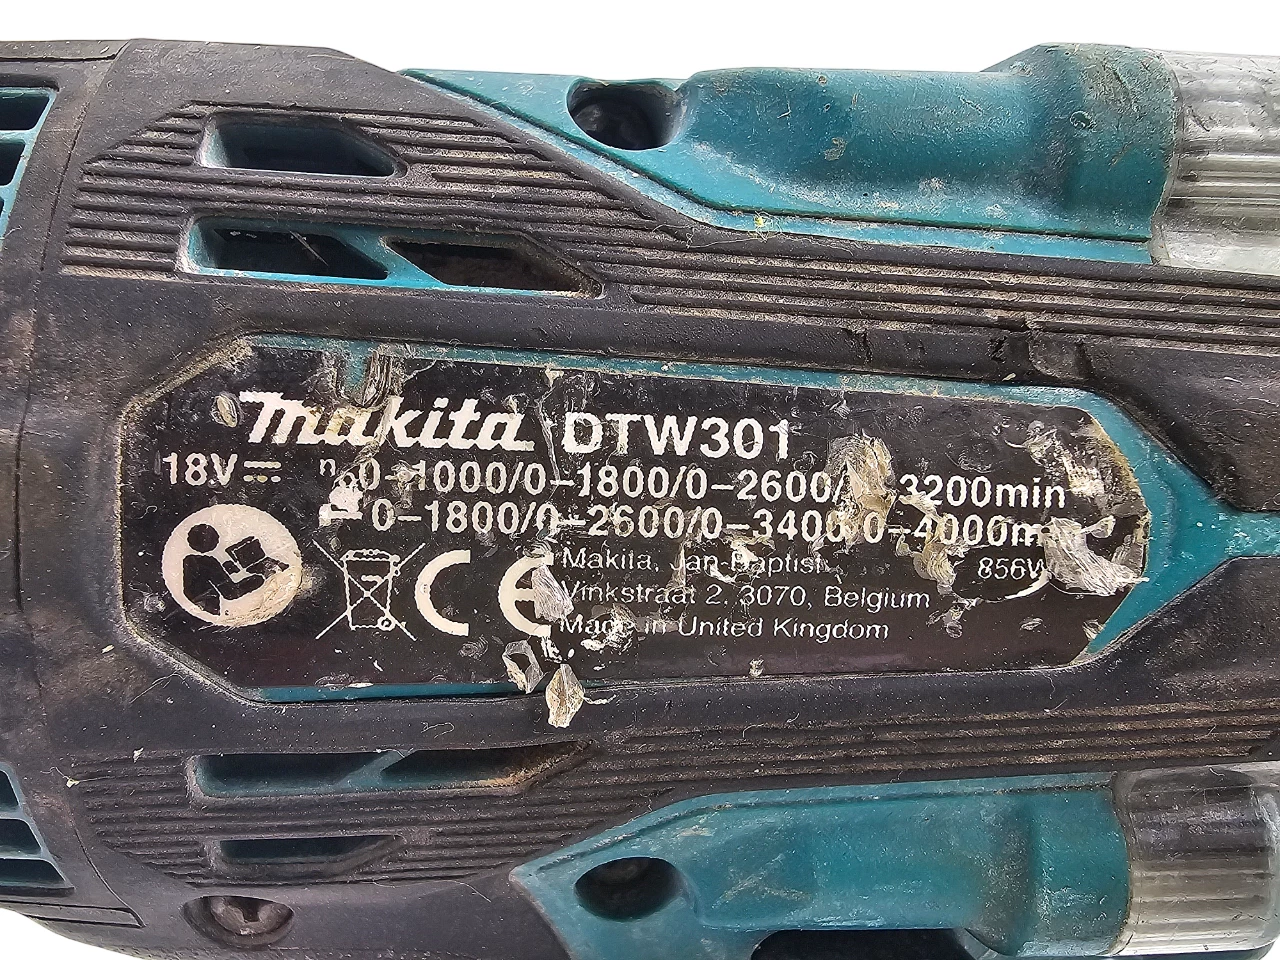 makita DTW301
18V 0-1000/0-1800/0-2600/ 3200min
0-1800/0-2600/0-3400/0-4000m
CE
Makita, Jan-Baptist
Vinkstraat 2, 3070, Belgium
Made in United Kingdom
856W